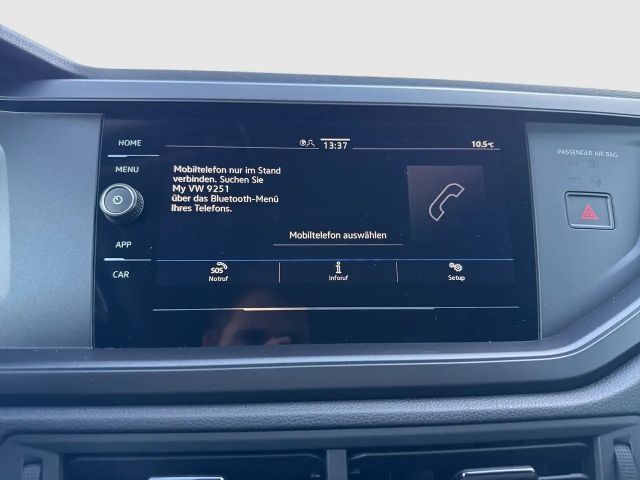 HOME
MENU
APP
CAR
13:37
10.5°C
Mobiltelefon nur im Stand
verbinden. Suchen Sie
My VW 9251
über das Bluetooth-Menü
Ihres Telefons.
Mobiltelefon auswählen
SOS
Notruf
Inforuf
Setup
PASSENGER AIR BAG